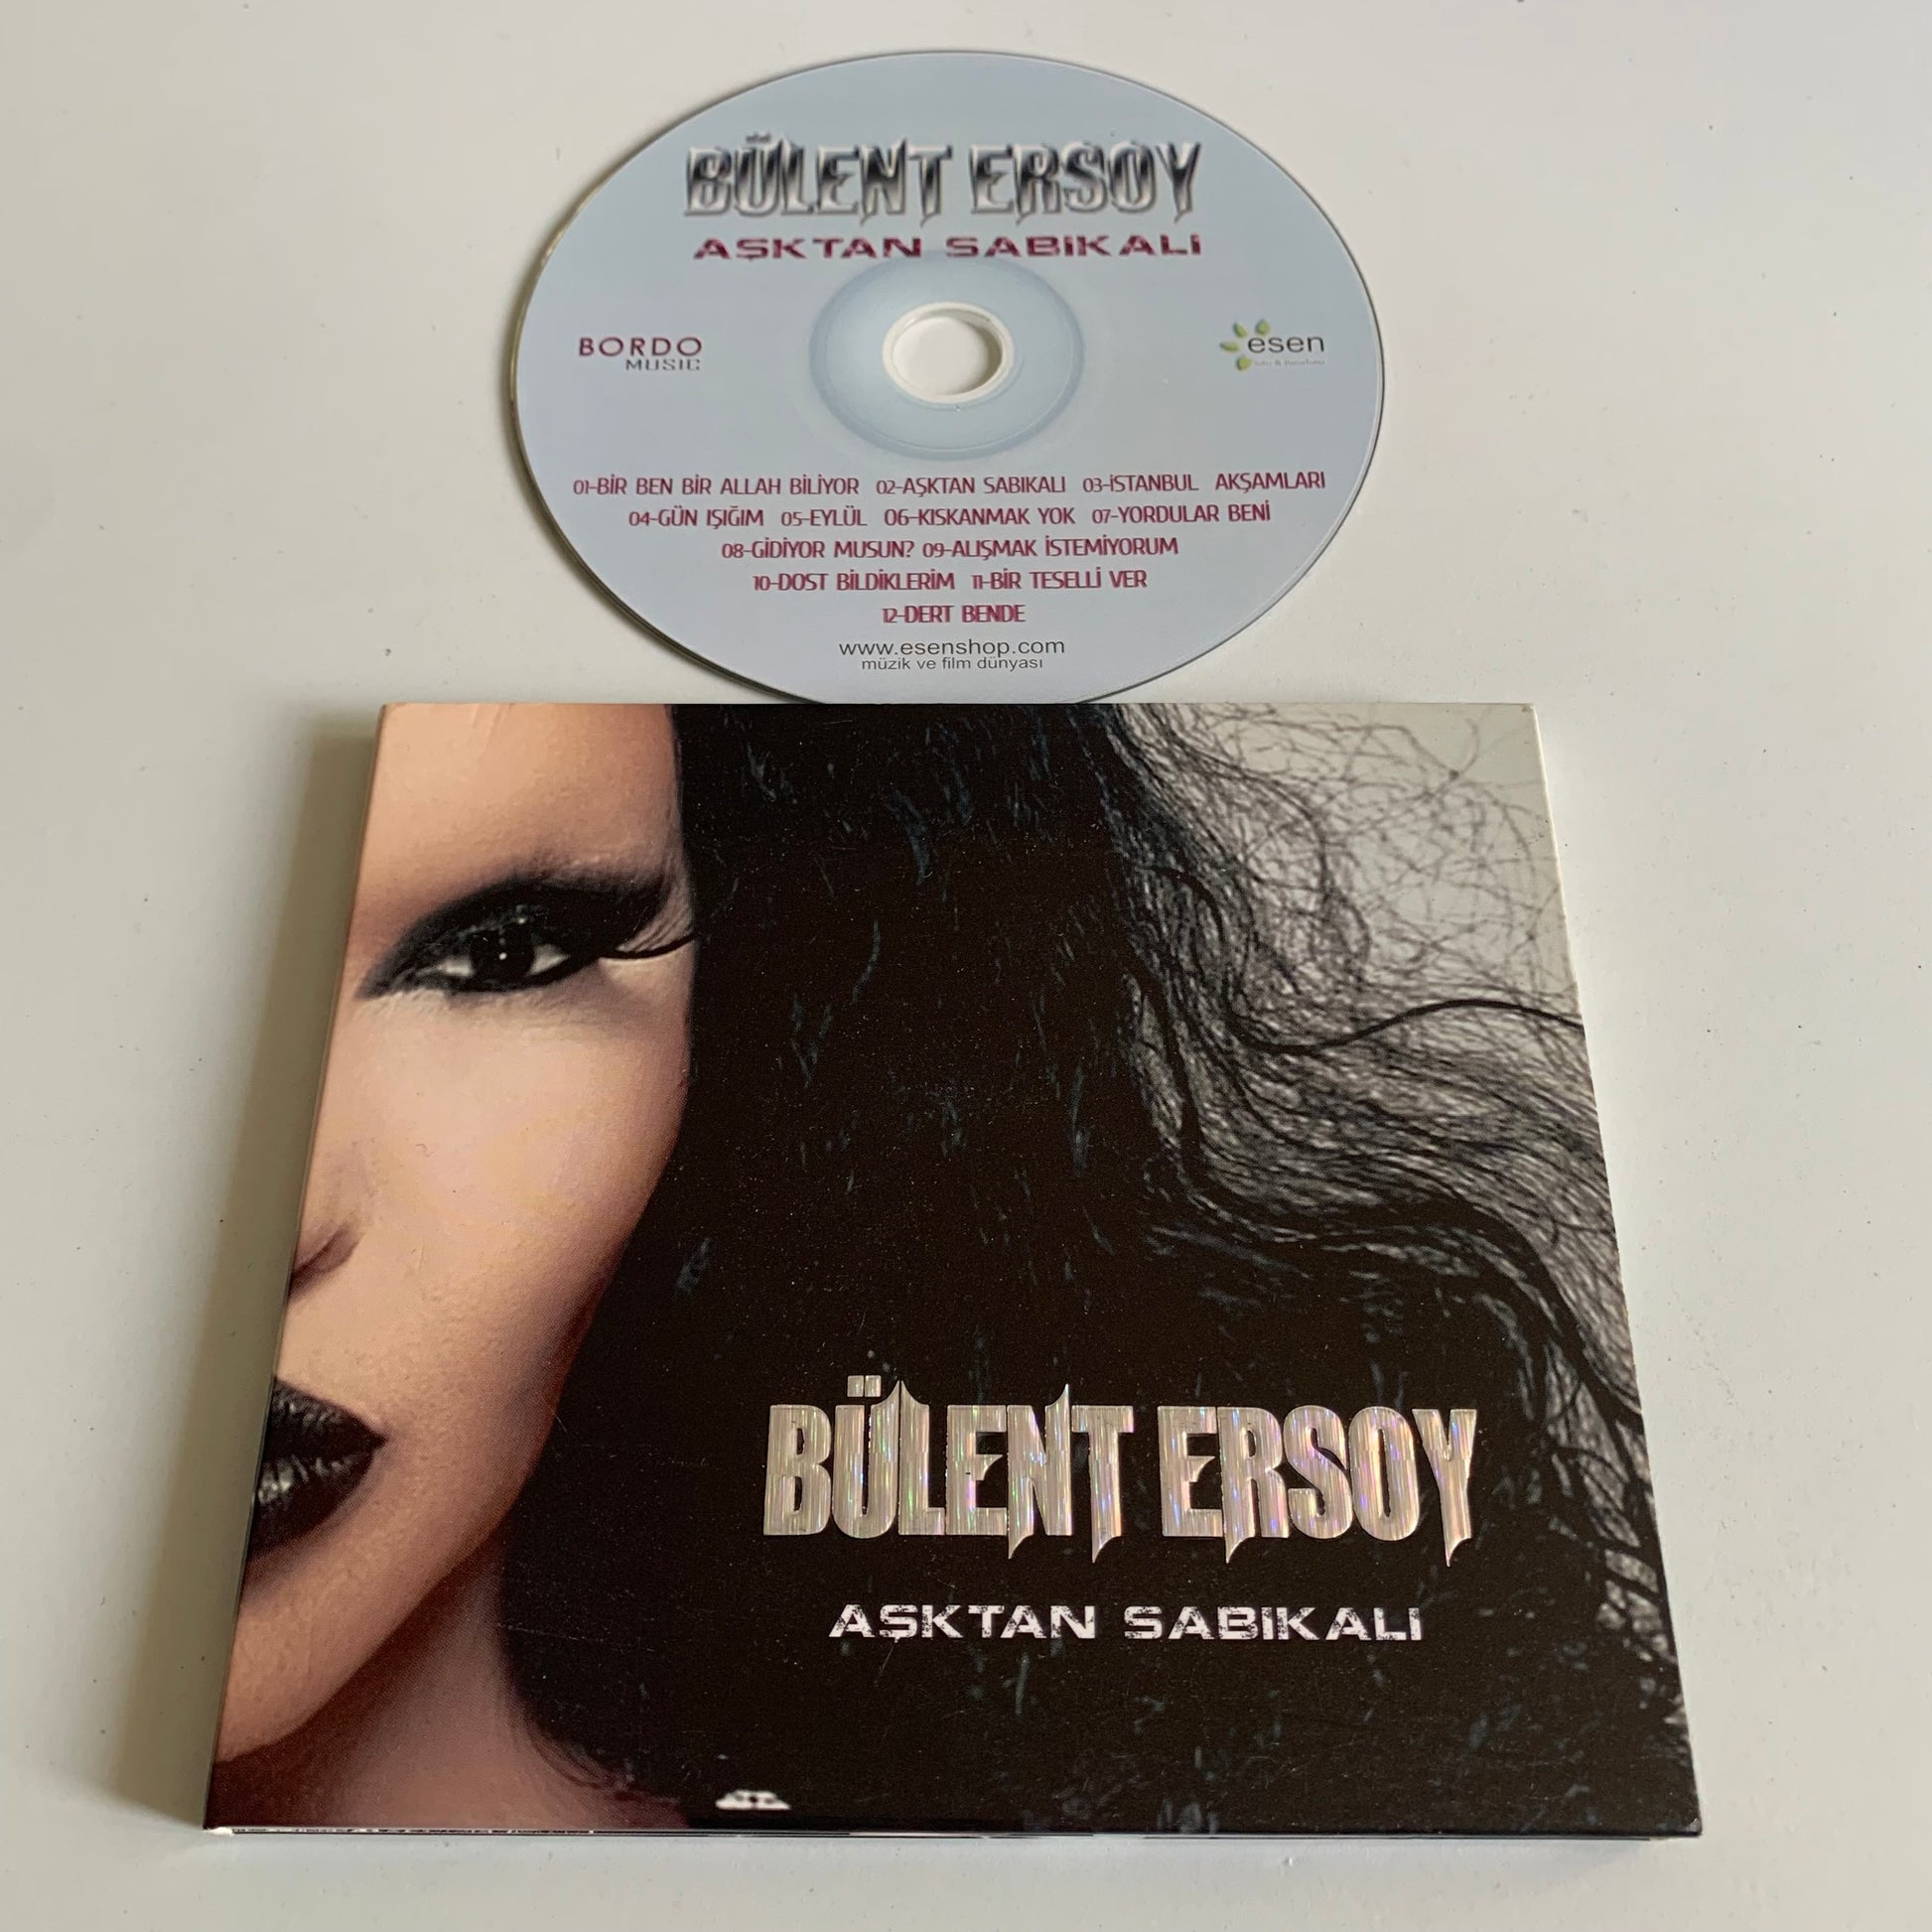 BÜLENT ERSOY
AŞKTAN SABIKALI
BORDO
MUSIC
esen
01-BİR BEN BİR ALLAH BİLİYOR 02-AŞKTAN SABIKALI 03-İSTANBUL AKŞAMLARI
04-GÜN IŞIĞIM 05-EYLÜL 06-KISKANMAK YOK 07-YORDULAR BENİ
08-GİDİYOR MUSUN? 09-ALIŞMAK İSTEMİYORUM
10-DOST BİLDİKLERİM 11-BİR TESELLİ VER
12-DERT BENDE
www.esenshop.com
müzik ve film dünyası
BÜLENT ERSOY
AŞKTAN SABIKALI